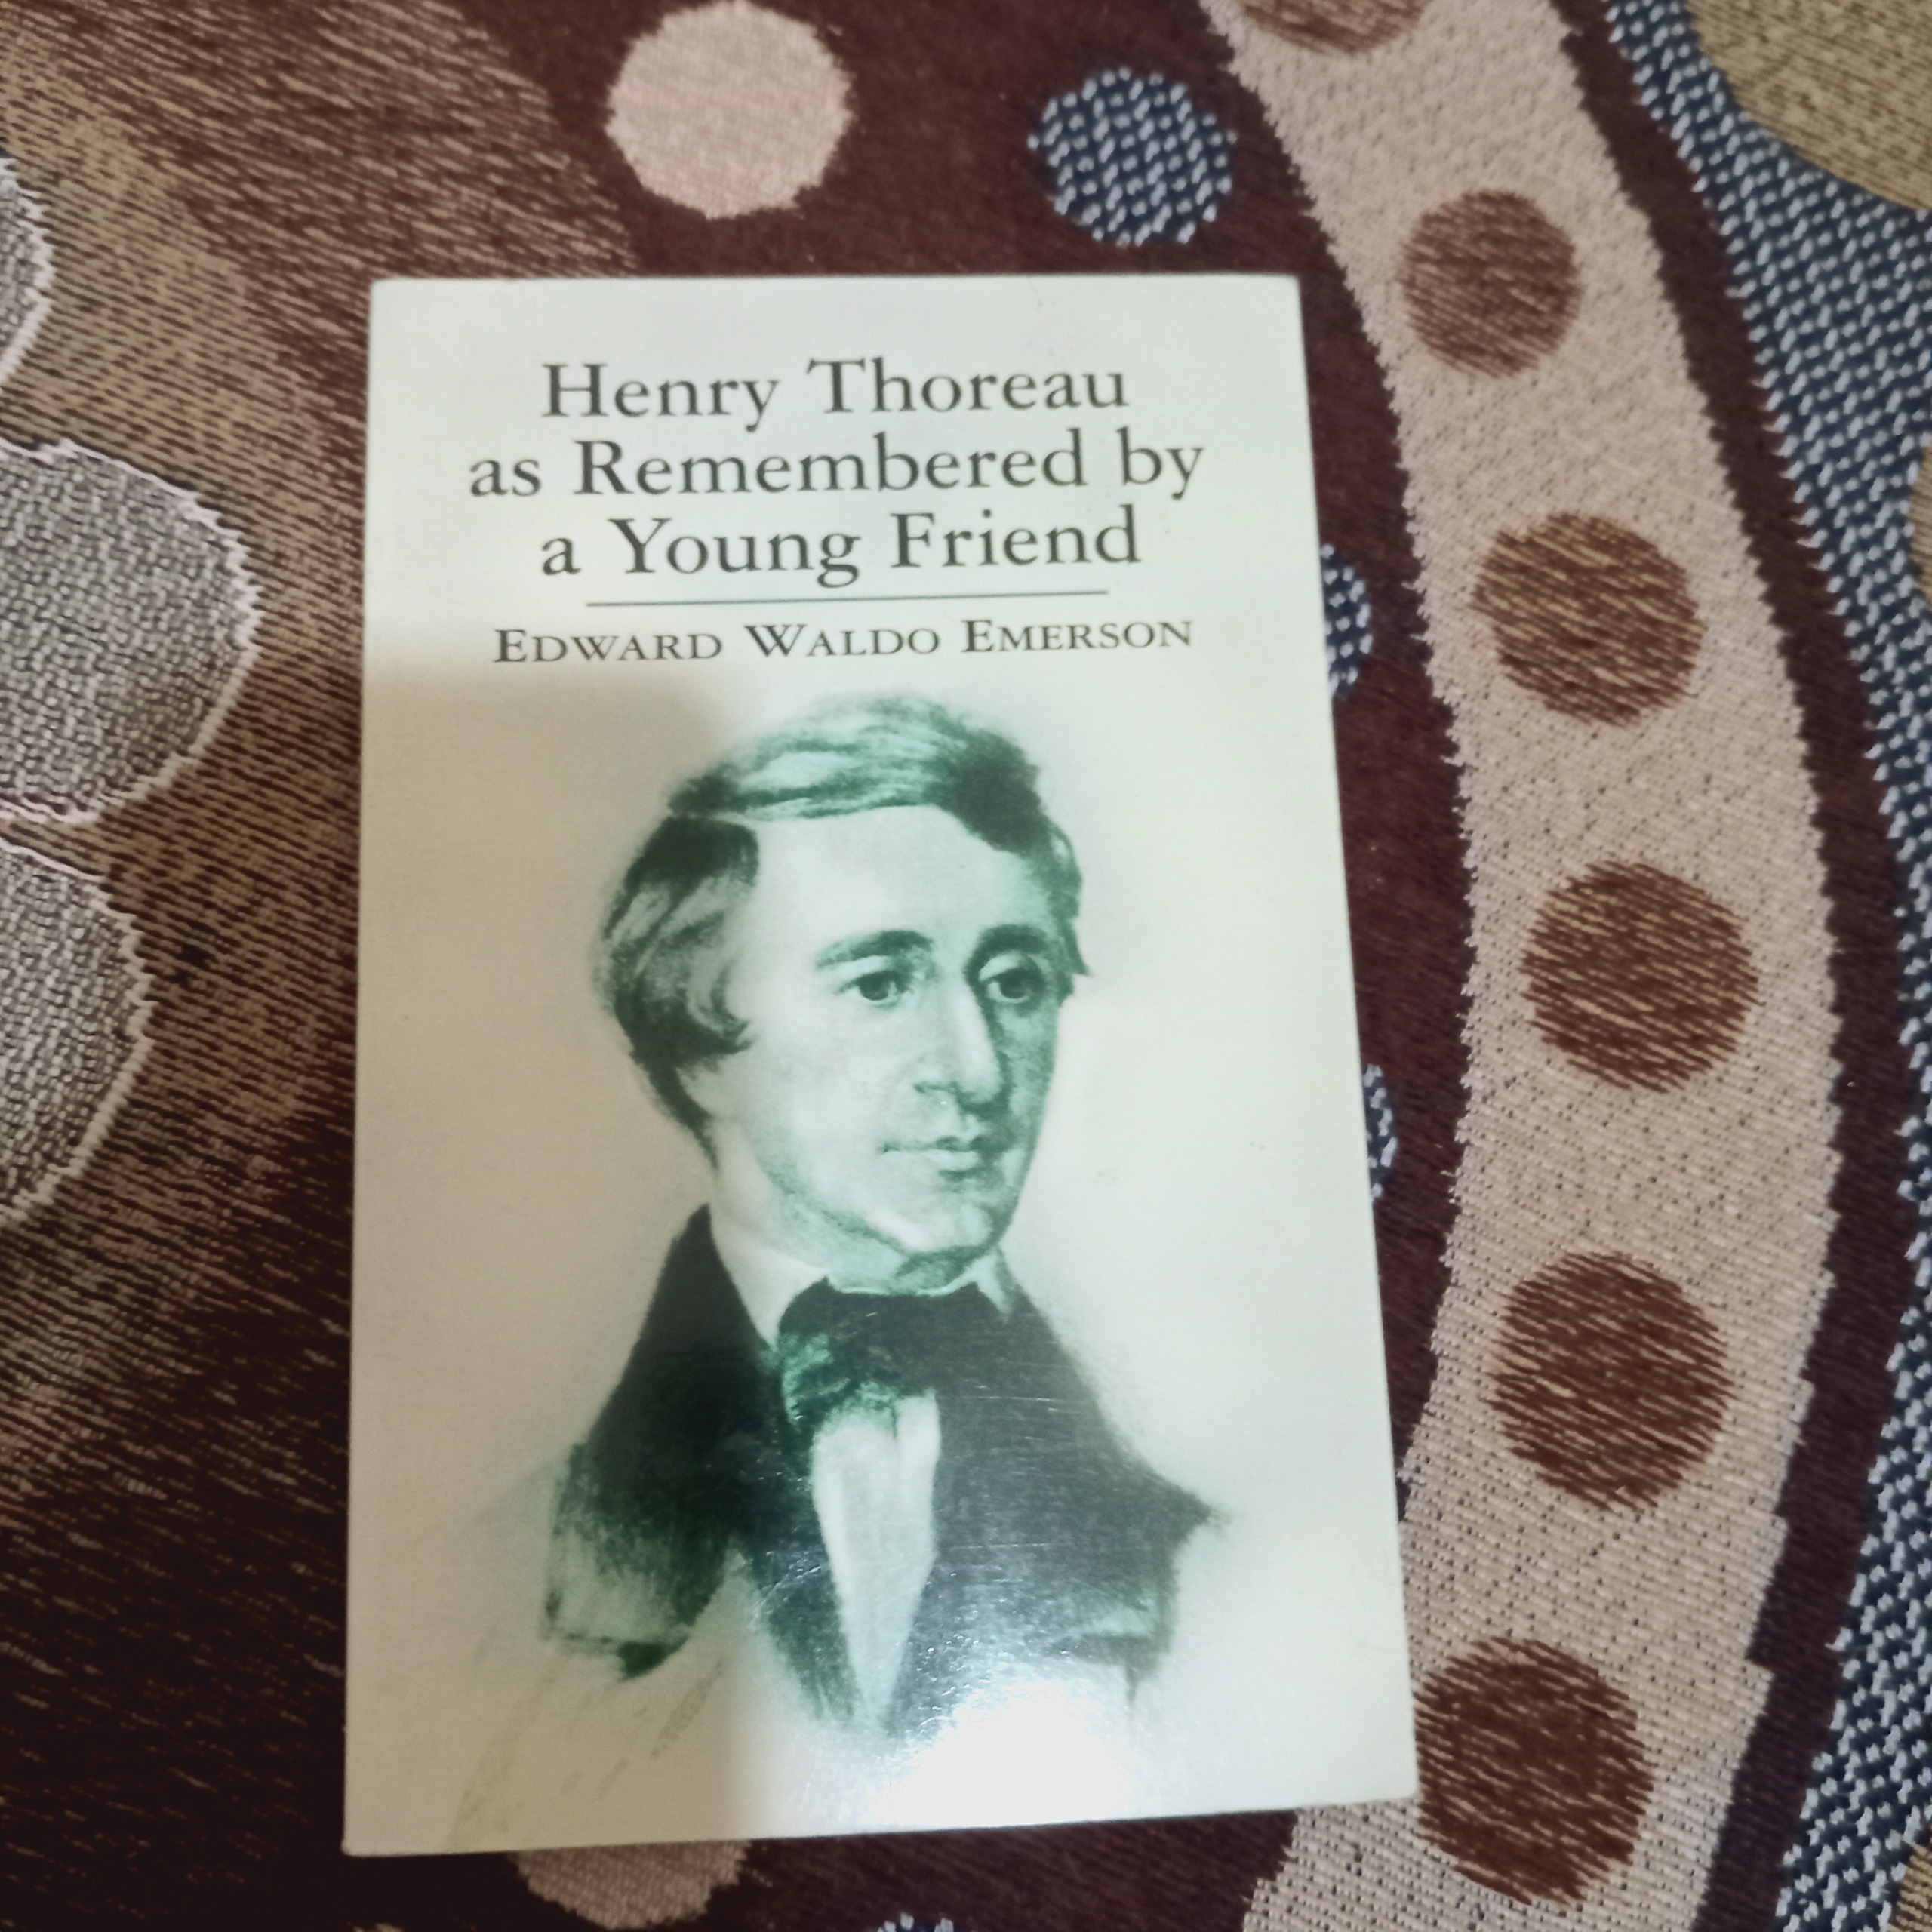 Henry Thoreau
as Remembered by
a Young Friend
EDWARD WALDO EMERSON